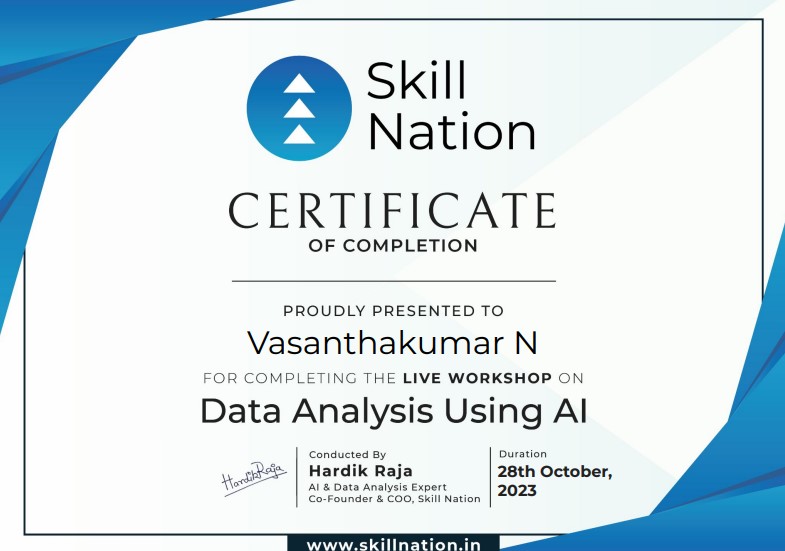 Skill
Nation
CERTIFICATE
OF COMPLETION
PROUDLY PRESENTED TO
Vasanthakumar N
FOR COMPLETING THE LIVE WORKSHOP ON
Data Analysis Using AI
Hardik Raja
Conducted By
Hardik Raja
AI & Data Analysis Expert
Co-Founder & COO, Skill Nation
Duration
28th October,
2023
www.skillnation.in